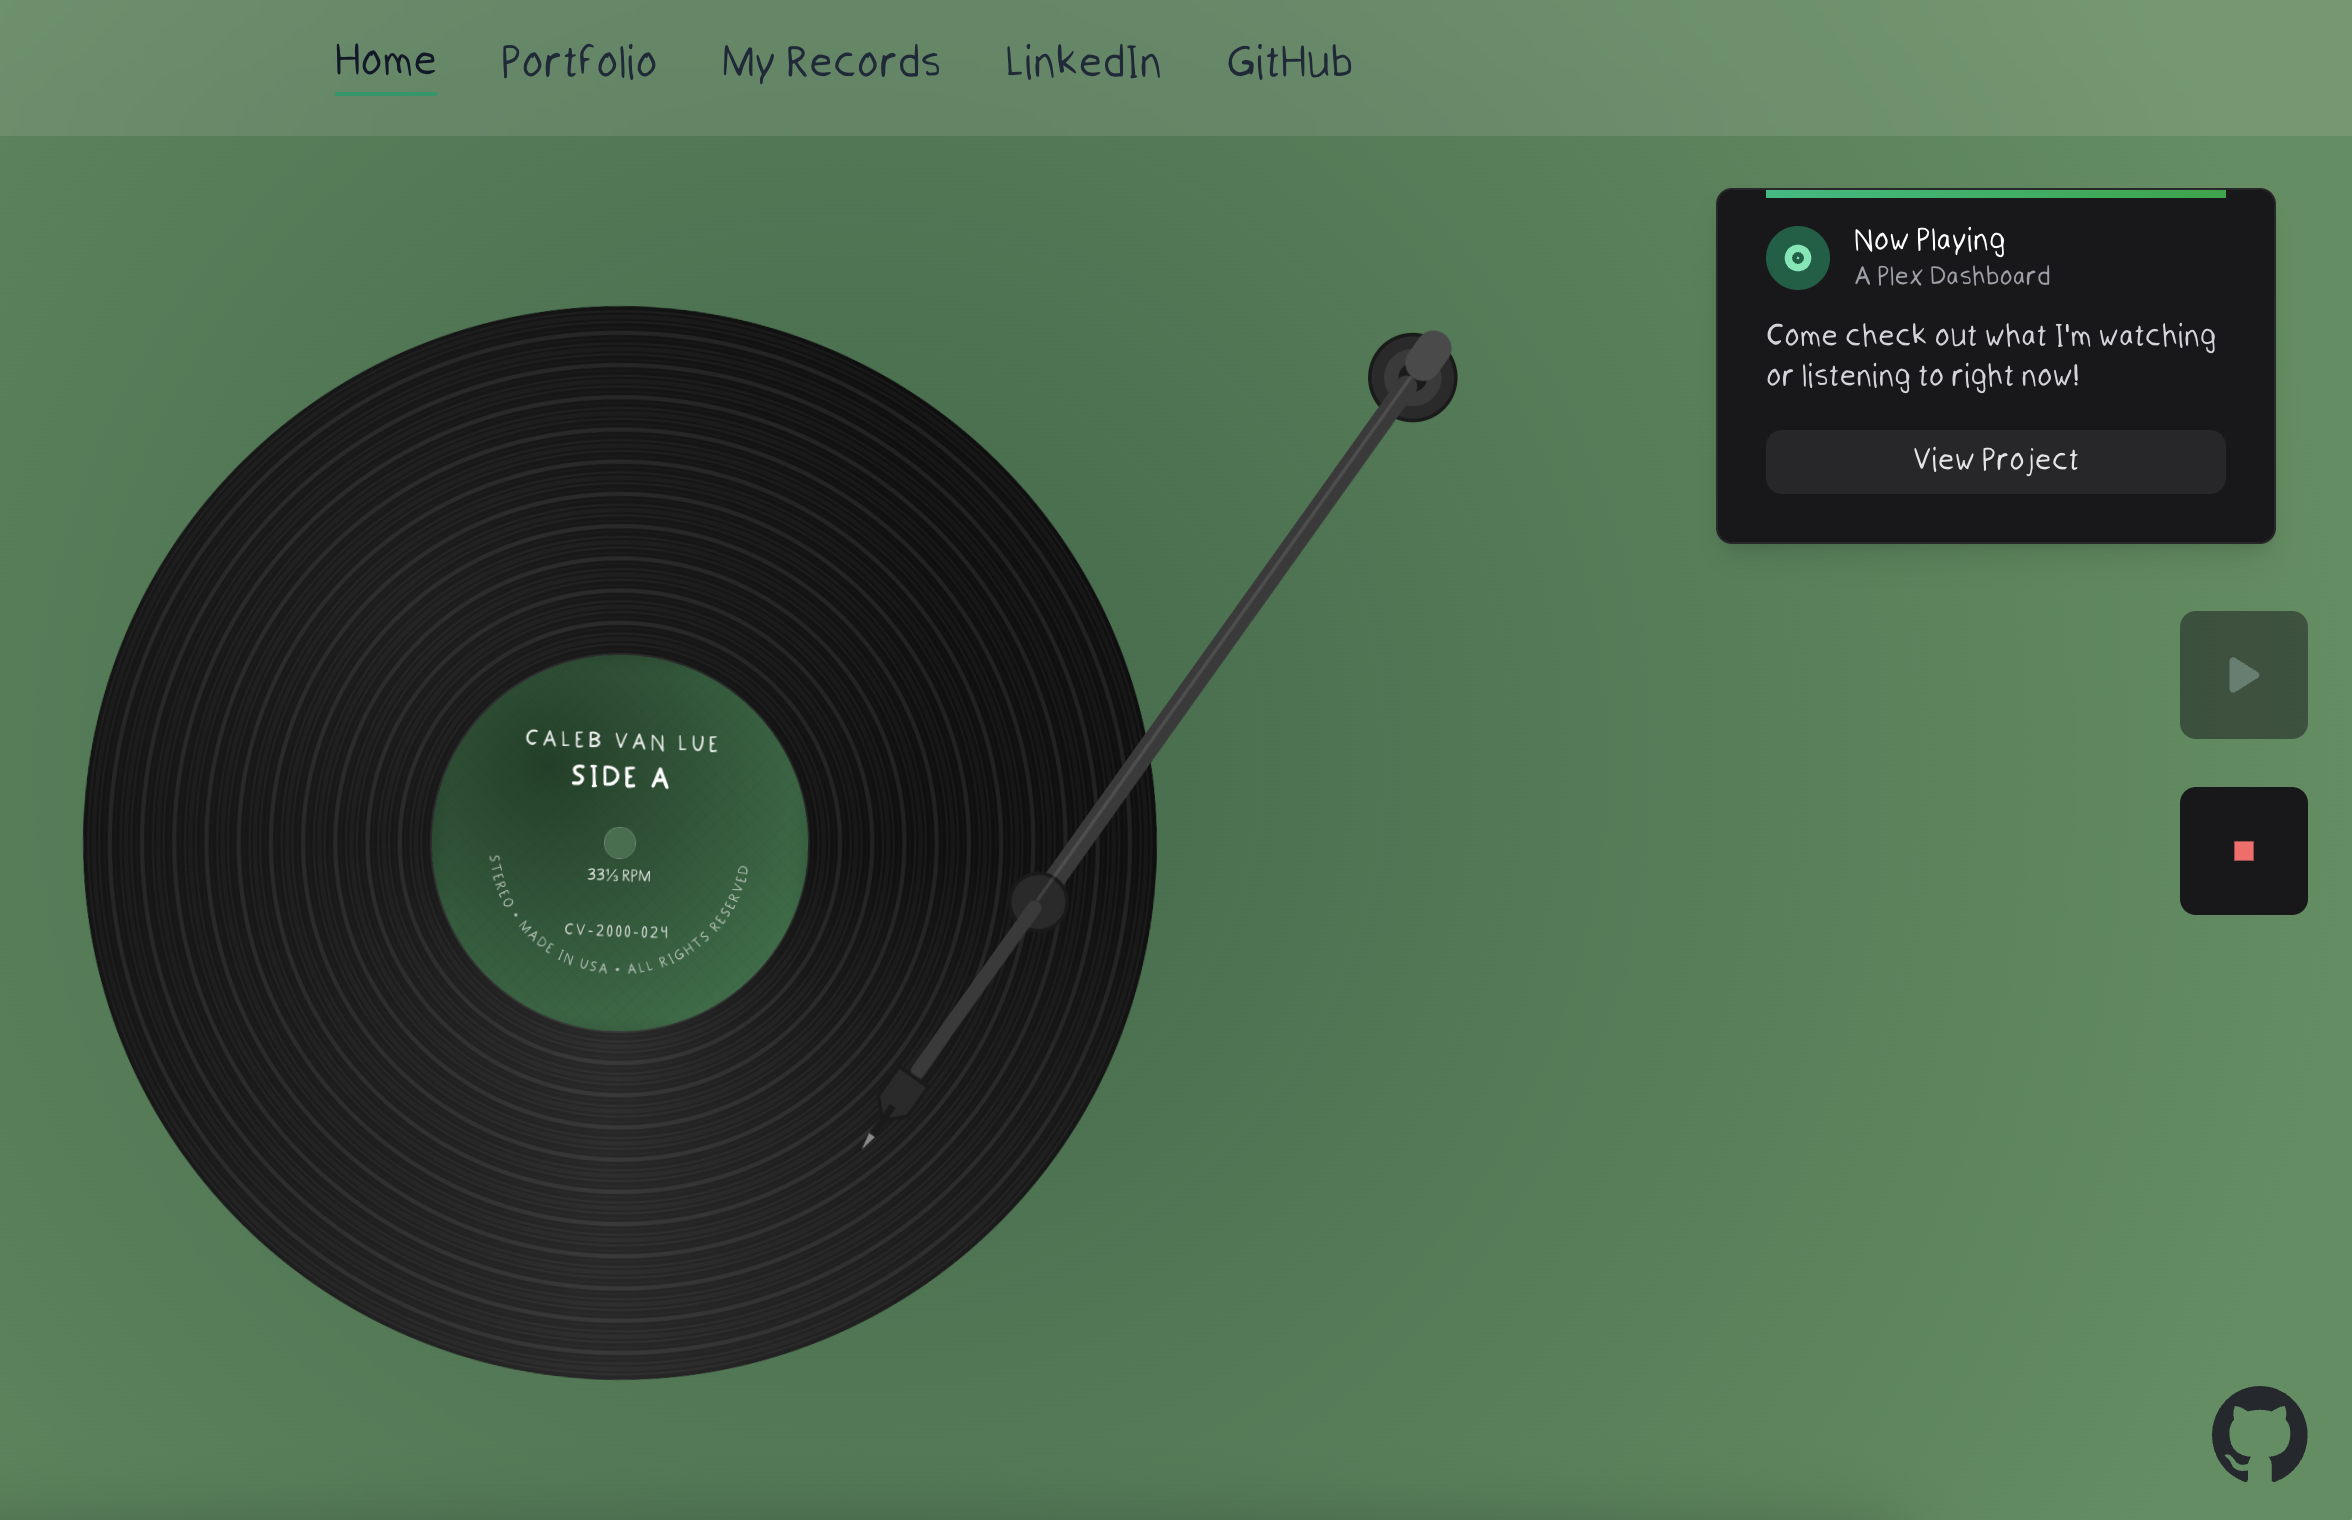 Home Portfolio My Records LinkedIn GitHub
Now Playing
A Plex Dashboard
Come check out what I'm watching
or listening to right now!
View Project
CALEB VAN LUE
SIDE A
33⅓ RPM
CV-2000-024
STEREO • MADE IN USA • ALL RIGHTS RESERVED